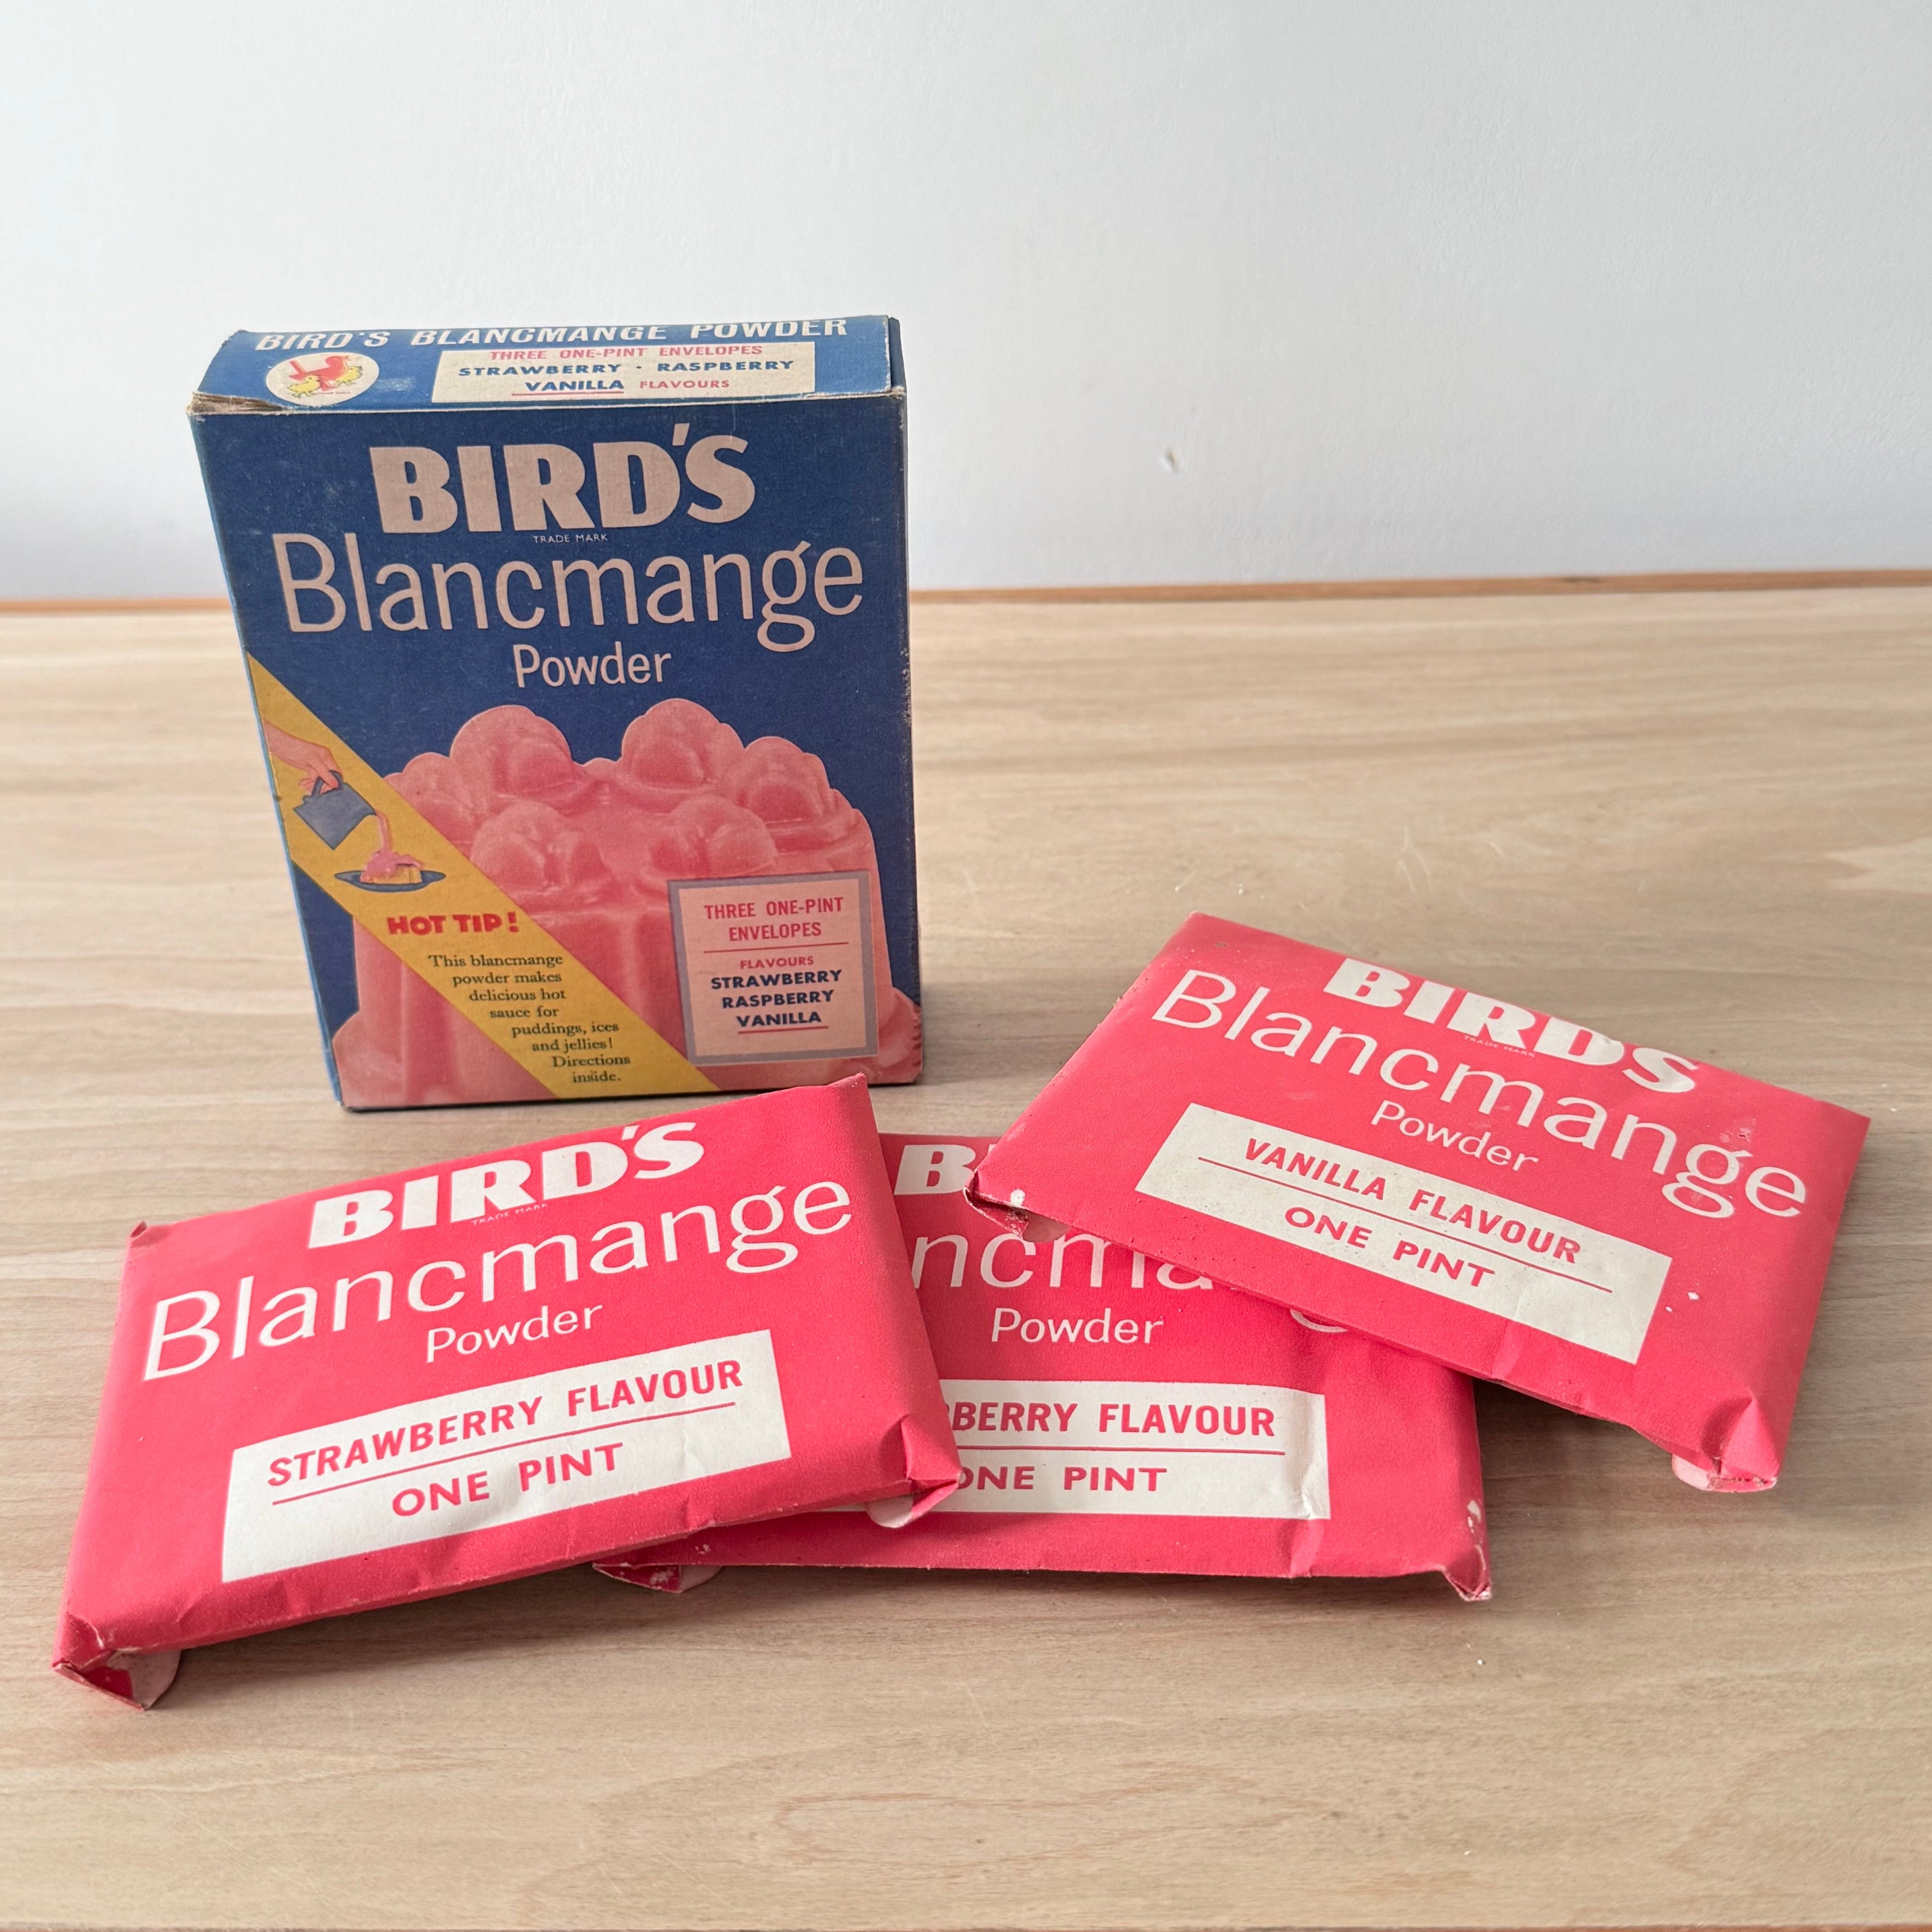 BIRD'S BLANCMANGE POWDER
THREE ONE-PINT ENVELOPES
STRAWBERRY · RASPBERRY
VANILLA FLAVOURS
BIRD'S
TRADE MARK
Blancmange
Powder
HOT TIP!
This blancmange
powder makes
delicious hot
sauce for
puddings, ices
and jellies!
Directions
inside.
THREE ONE-PINT
ENVELOPES
FLAVOURS
STRAWBERRY
RASPBERRY
VANILLA
BIRD'S
TRADE MARK
Blancmange
Powder
STRAWBERRY FLAVOUR
ONE PINT
B
ncma
Powder
BERRY FLAVOUR
ONE PINT
BIRD'S
TRADE MARK
Blancmange
Powder
VANILLA FLAVOUR
ONE PINT